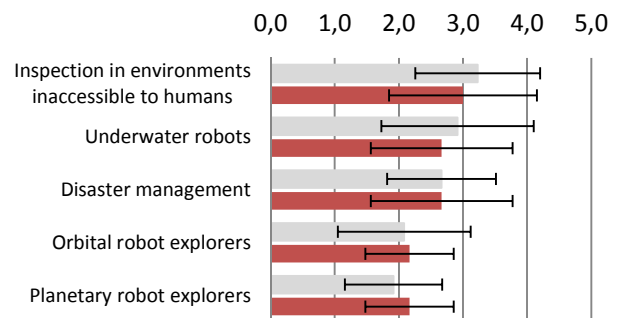 0,0 1,0 2,0 3,0 4,0 5,0
Inspection in environments
inaccessible to humans
Underwater robots
Disaster management
Orbital robot explorers
Planetary robot explorers